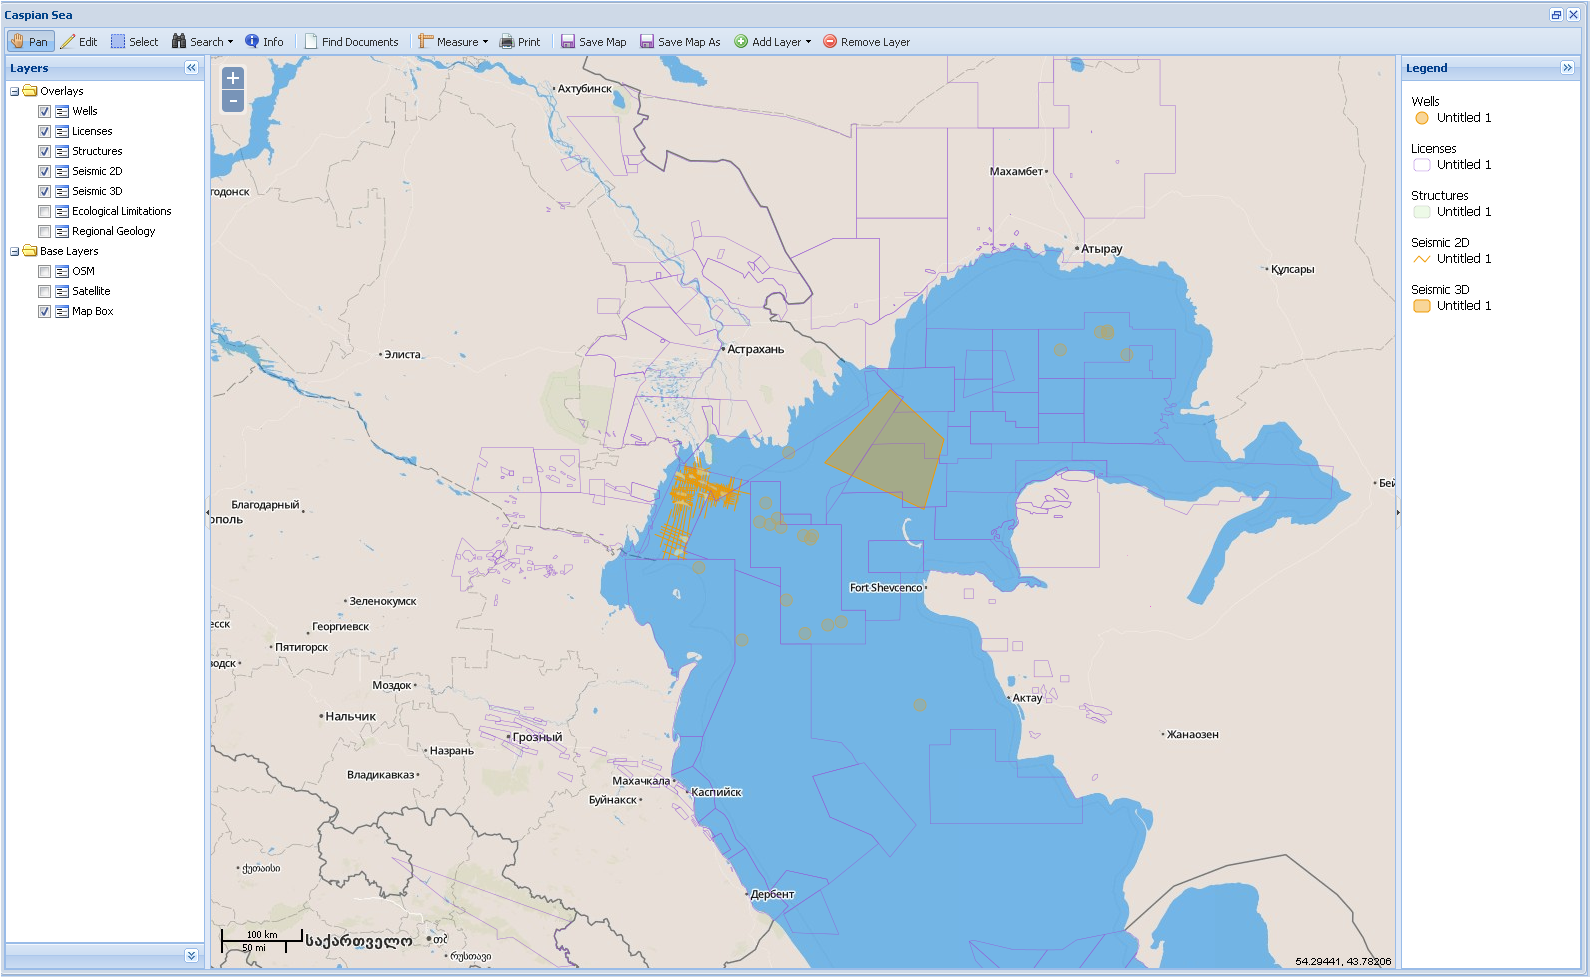 Caspian Sea
Pan Edit Select Search Info Find Documents Measure Print Save Map Save Map As Add Layer Remove Layer
Layers
Overlays
Wells
Licenses
Structures
Seismic 2D
Seismic 3D
Ecological Limitations
Regional Geology
Base Layers
OSM
Satellite
Map Box
+
-
Ахтубинск
Махамбет
годонск
Атырау
Құлсары
Астрахань
Элиста
Бей
Благодарный
ополь
Fort Shevcenco
Зеленокумск
еcск
Георгиевск
Пятигорск
водск
Моздок
Актау
Нальчик
Грозный
Жанаозен
Назрань
Владикавказ
Махачкала
Каспийск
Буйнакск
ქუთაისი
Дербент
100 km
50 mi
საქართველო
თბ
რუსთავი
54.29441, 43.78206
Legend
Wells
Untitled 1
Licenses
Untitled 1
Structures
Untitled 1
Seismic 2D
Untitled 1
Seismic 3D
Untitled 1